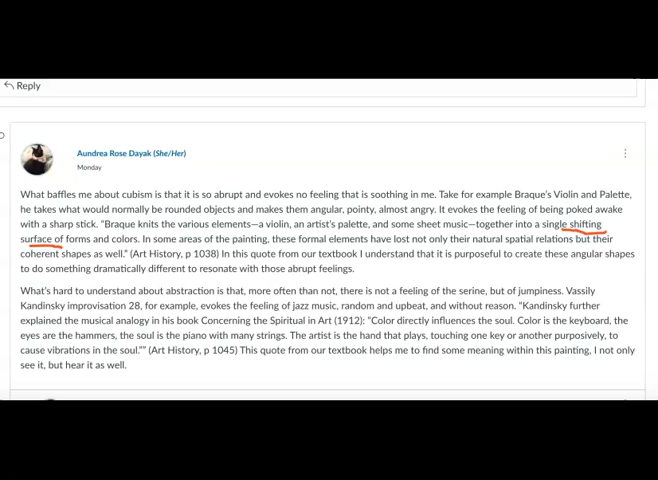 Reply
Aundrea Rose Dayak (She/Her)
Monday
What baffles me about cubism is that it is so abrupt and evokes no feeling that is soothing in me. Take for example Braque's Violin and Palette,
he takes what would normally be rounded objects and makes them angular, pointy, almost angry. It evokes the feeling of being poked awake
with a sharp stick. "Braque knits the various elements—a violin, an artist's palette, and some sheet music—together into a single shifting
surface of forms and colors. In some areas of the painting, these formal elements have lost not only their natural spatial relations but their
coherent shapes as well." (Art History, p 1038) In this quote from our textbook I understand that it is purposeful to create these angular shapes
to do something dramatically different to resonate with those abrupt feelings.
What's hard to understand about abstraction is that, more often than not, there is not a feeling of the serine, but of jumpiness. Vassily
Kandinsky improvisation 28, for example, evokes the feeling of jazz music, random and upbeat, and without reason. "Kandinsky further
explained the musical analogy in his book Concerning the Spiritual in Art (1912): "Color directly influences the soul. Color is the keyboard, the
eyes are the hammers, the soul is the piano with many strings. The artist is the hand that plays, touching one key or another purposively, to
cause vibrations in the soul."" (Art History, p 1045) This quote from our textbook helps me to find some meaning within this painting, I not only
see it, but hear it as well.